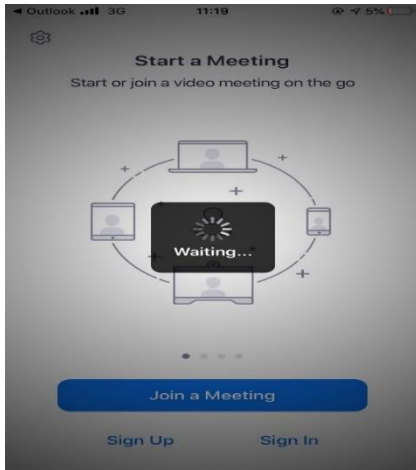 ◀ Outlook 3G 11:19 5%
Start a Meeting
Start or join a video meeting on the go
Waiting...
Join a Meeting
Sign Up Sign In